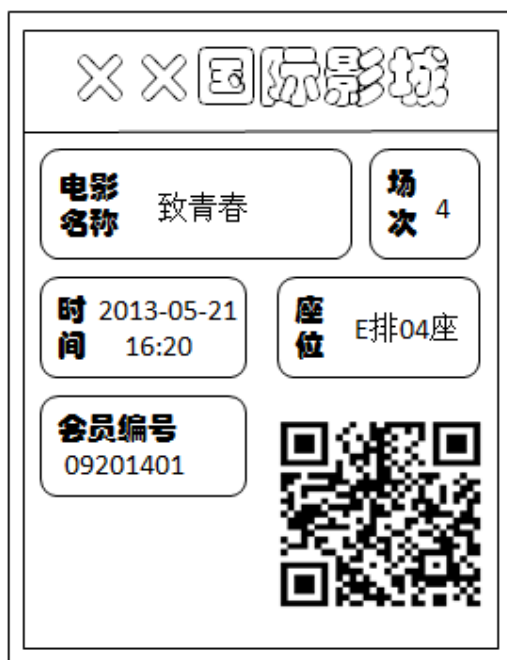 ××国际影城
电影名称 致青春
场次 4
时间 2013-05-21 16:20
座位 E排04座
会员编号
09201401